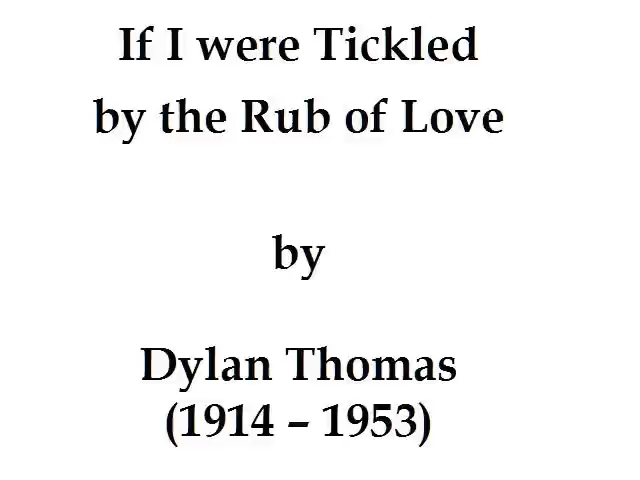 If I were Tickled
by the Rub of Love
by
Dylan Thomas
(1914 – 1953)